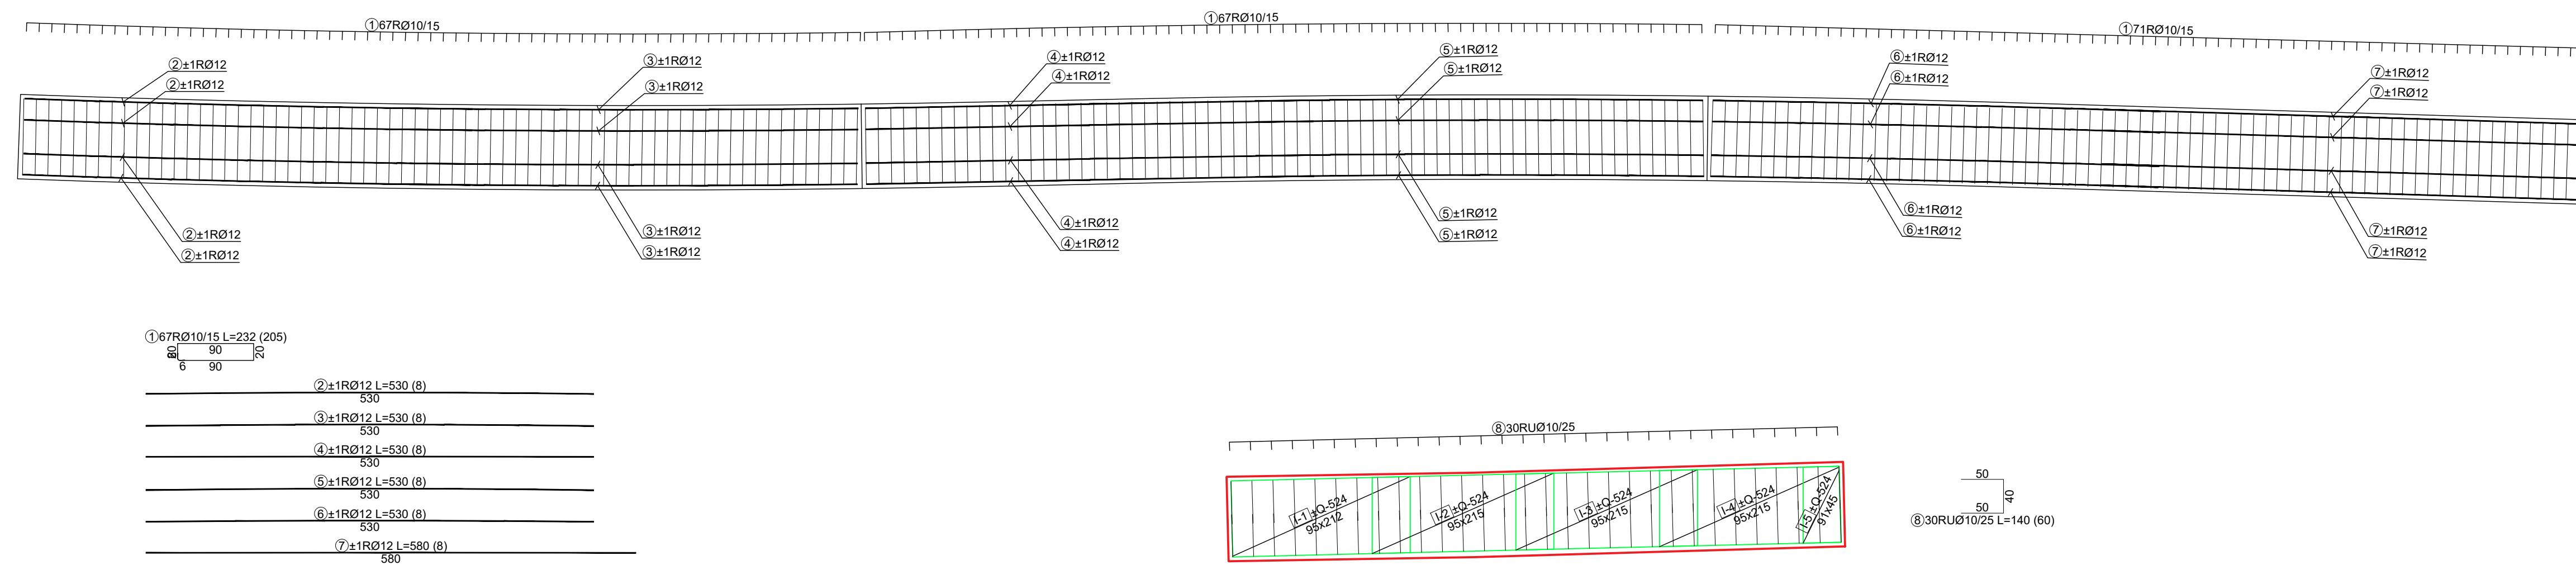 ①67RØ10/15
①67RØ10/15
①71RØ10/15
②±1RØ12
②±1RØ12
③±1RØ12
③±1RØ12
④±1RØ12
④±1RØ12
⑤±1RØ12
⑤±1RØ12
⑥±1RØ12
⑥±1RØ12
⑦±1RØ12
⑦±1RØ12
②±1RØ12
②±1RØ12
③±1RØ12
③±1RØ12
④±1RØ12
④±1RØ12
⑤±1RØ12
⑤±1RØ12
⑥±1RØ12
⑥±1RØ12
⑦±1RØ12
⑦±1RØ12
①67RØ10/15 L=232 (205)
90
20
6
90
②±1RØ12 L=530 (8)
530
③±1RØ12 L=530 (8)
530
④±1RØ12 L=530 (8)
530
⑤±1RØ12 L=530 (8)
530
⑥±1RØ12 L=530 (8)
530
⑦±1RØ12 L=580 (8)
580
⑧30RUØ10/25
I-1 ±Q-524
95x212
I-2 ±Q-524
95x215
I-3 ±Q-524
95x215
I-4 ±Q-524
95x215
I-5 ±Q-524
91x45
50
40
50
⑧30RUØ10/25 L=140 (60)